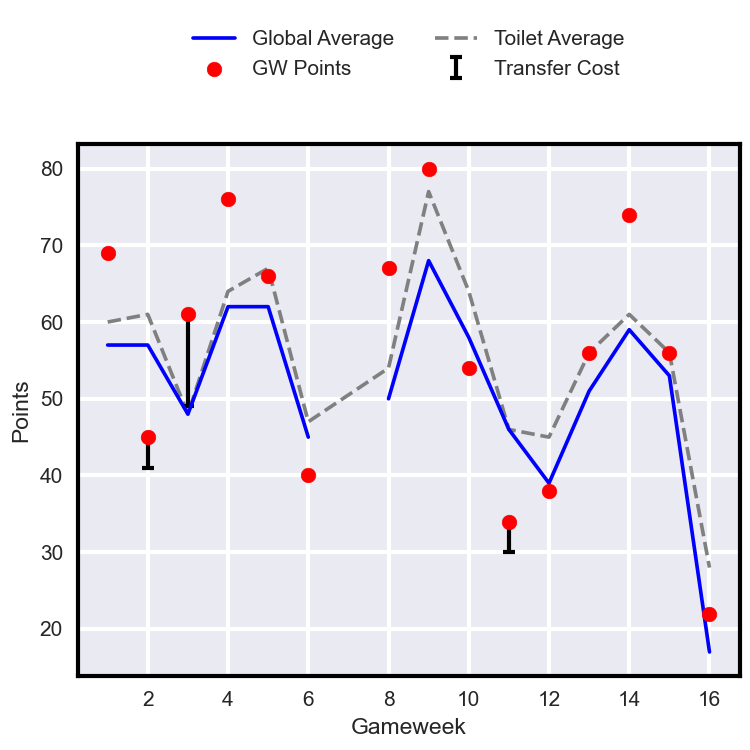 Global Average
Toilet Average
GW Points
Transfer Cost
80
70
60
50
40
30
20
Points
2 4 6 8 10 12 14 16
Gameweek